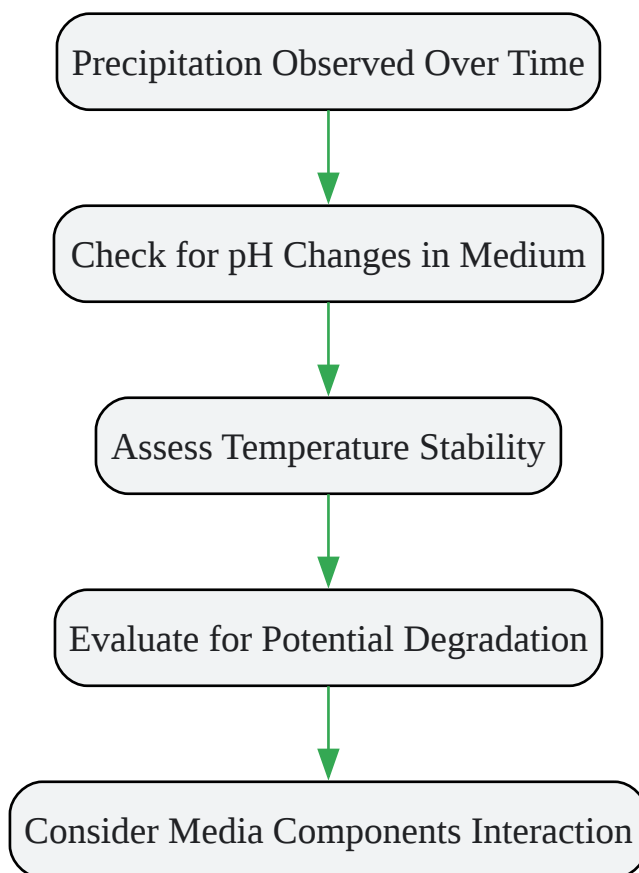 Precipitation Observed Over Time
Check for pH Changes in Medium
Assess Temperature Stability
Evaluate for Potential Degradation
Consider Media Components Interaction